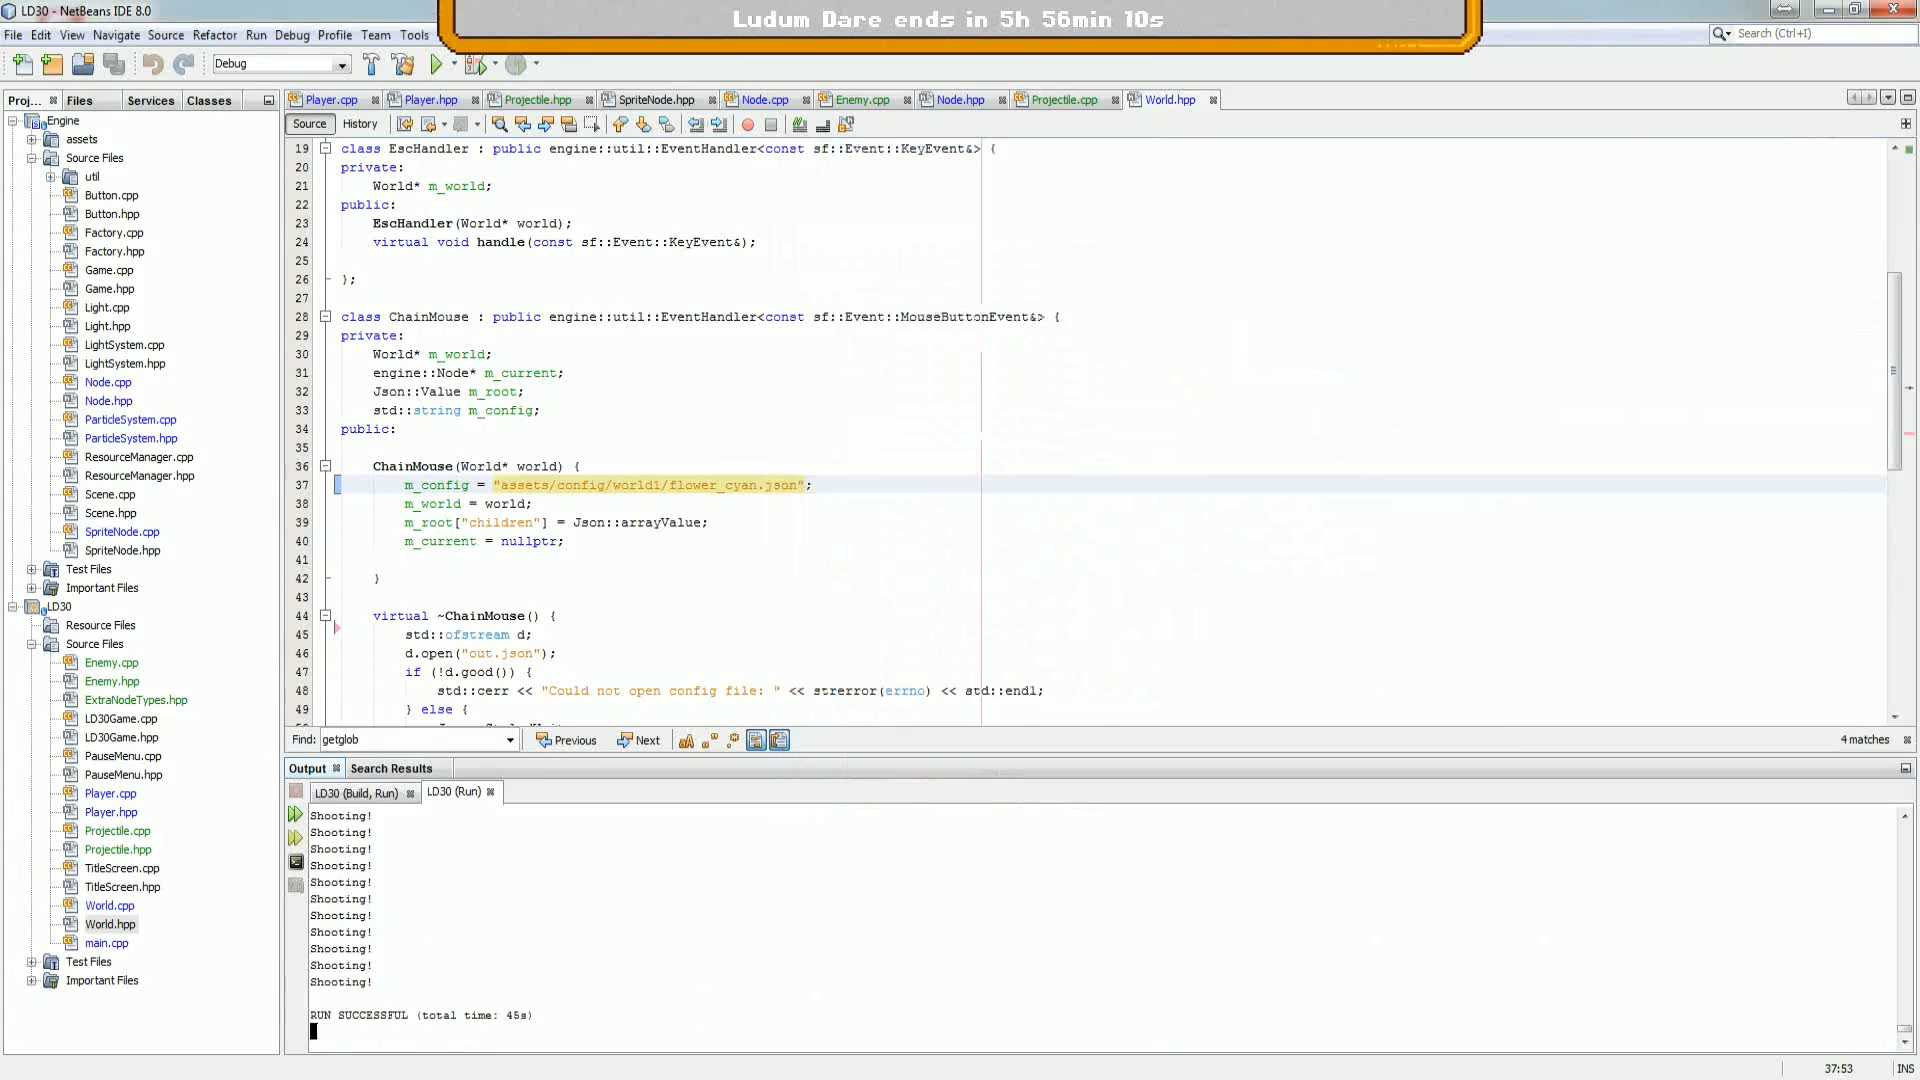 LD30 - NetBeans IDE 8.0
Ludum Dare ends in 5h 56min 10s
File Edit View Navigate Source Refactor Run Debug Profile Team Tools
Search (Ctrl+I)
Debug
Proj... Files Services Classes
Player.cpp Player.hpp Projectile.hpp SpriteNode.hpp Node.cpp Enemy.cpp Node.hpp Projectile.cpp World.hpp
Source History
Engine
assets
Source Files
util
Button.cpp
Button.hpp
Factory.cpp
Factory.hpp
Game.cpp
Game.hpp
Light.cpp
Light.hpp
LightSystem.cpp
LightSystem.hpp
Node.cpp
Node.hpp
ParticleSystem.cpp
ParticleSystem.hpp
ResourceManager.cpp
ResourceManager.hpp
Scene.cpp
Scene.hpp
SpriteNode.cpp
SpriteNode.hpp
Test Files
Important Files
LD30
Resource Files
Source Files
Enemy.cpp
Enemy.hpp
ExtraNodeTypes.hpp
LD30Game.cpp
LD30Game.hpp
PauseMenu.cpp
PauseMenu.hpp
Player.cpp
Player.hpp
Projectile.cpp
Projectile.hpp
TitleScreen.cpp
TitleScreen.hpp
World.cpp
World.hpp
main.cpp
Test Files
Important Files
19 class EscHandler : public engine::util::EventHandler<const sf::Event::KeyEvent&> {
20 private:
21 World* m_world;
22 public:
23 EscHandler(World* world);
24 virtual void handle(const sf::Event::KeyEvent&);
25
26 };
27
28 class ChainMouse : public engine::util::EventHandler<const sf::Event::MouseButtonEvent&> {
29 private:
30 World* m_world;
31 engine::Node* m_current;
32 Json::Value m_root;
33 std::string m_config;
34 public:
35
36 ChainMouse(World* world) {
37 m_config = "assets/config/world1/flower_cyan.json";
38 m_world = world;
39 m_root["children"] = Json::arrayValue;
40 m_current = nullptr;
41
42 }
43
44 virtual ~ChainMouse() {
45 std::ofstream d;
46 d.open("out.json");
47 if (!d.good()) {
48 std::cerr << "Could not open config file: " << strerror(errno) << std::endl;
49 } else {
Find: getglob Previous Next 4 matches
Output Search Results
LD30 (Build, Run) LD30 (Run)
Shooting!
Shooting!
Shooting!
Shooting!
Shooting!
Shooting!
Shooting!
Shooting!
Shooting!
Shooting!
Shooting!
RUN SUCCESSFUL (total time: 45s)
37:53 INS